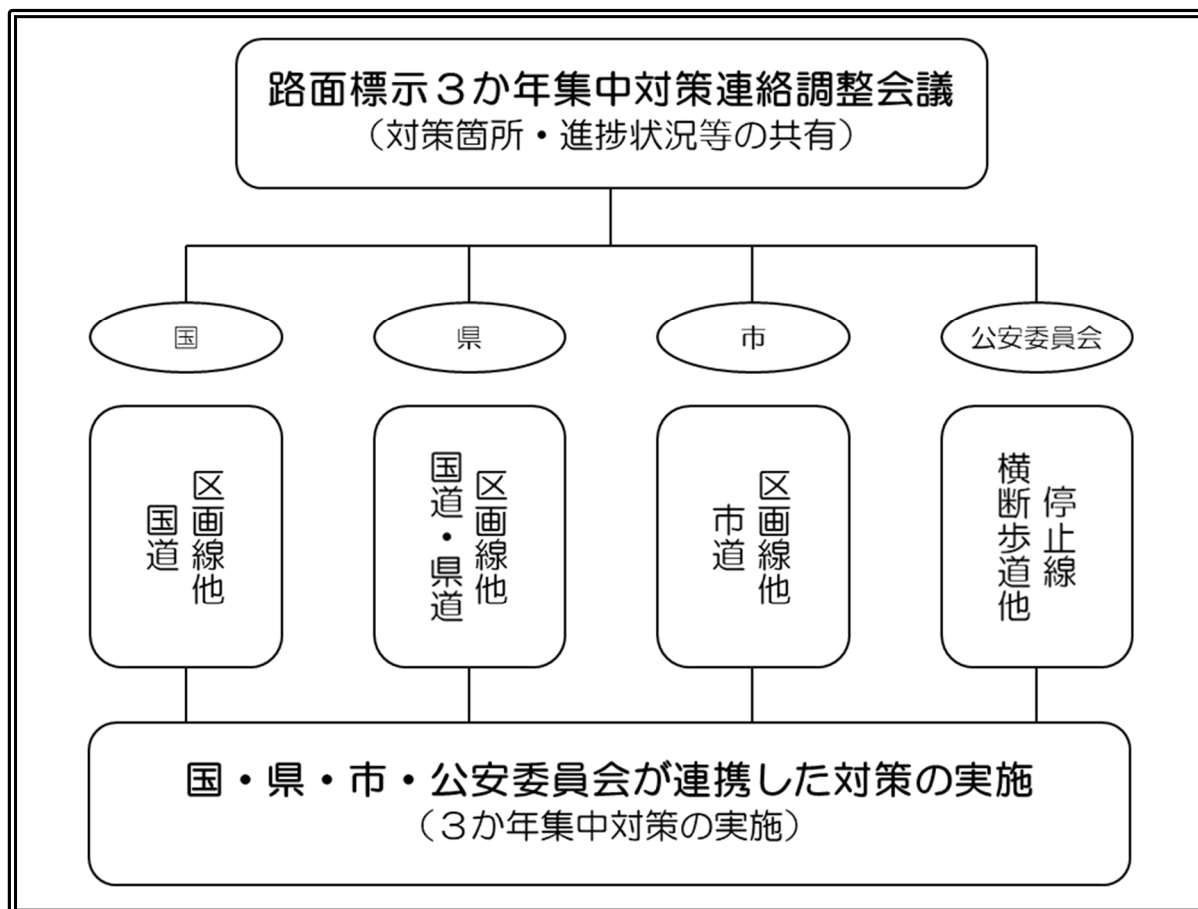 路面標示３か年集中対策連絡調整会議
（対策箇所・進捗状況等の共有）
国
県
市
公安委員会
区画線他
国道
区画線他
国道・県道
区画線他
市道
停止線
横断歩道他
国・県・市・公安委員会が連携した対策の実施
（３か年集中対策の実施）